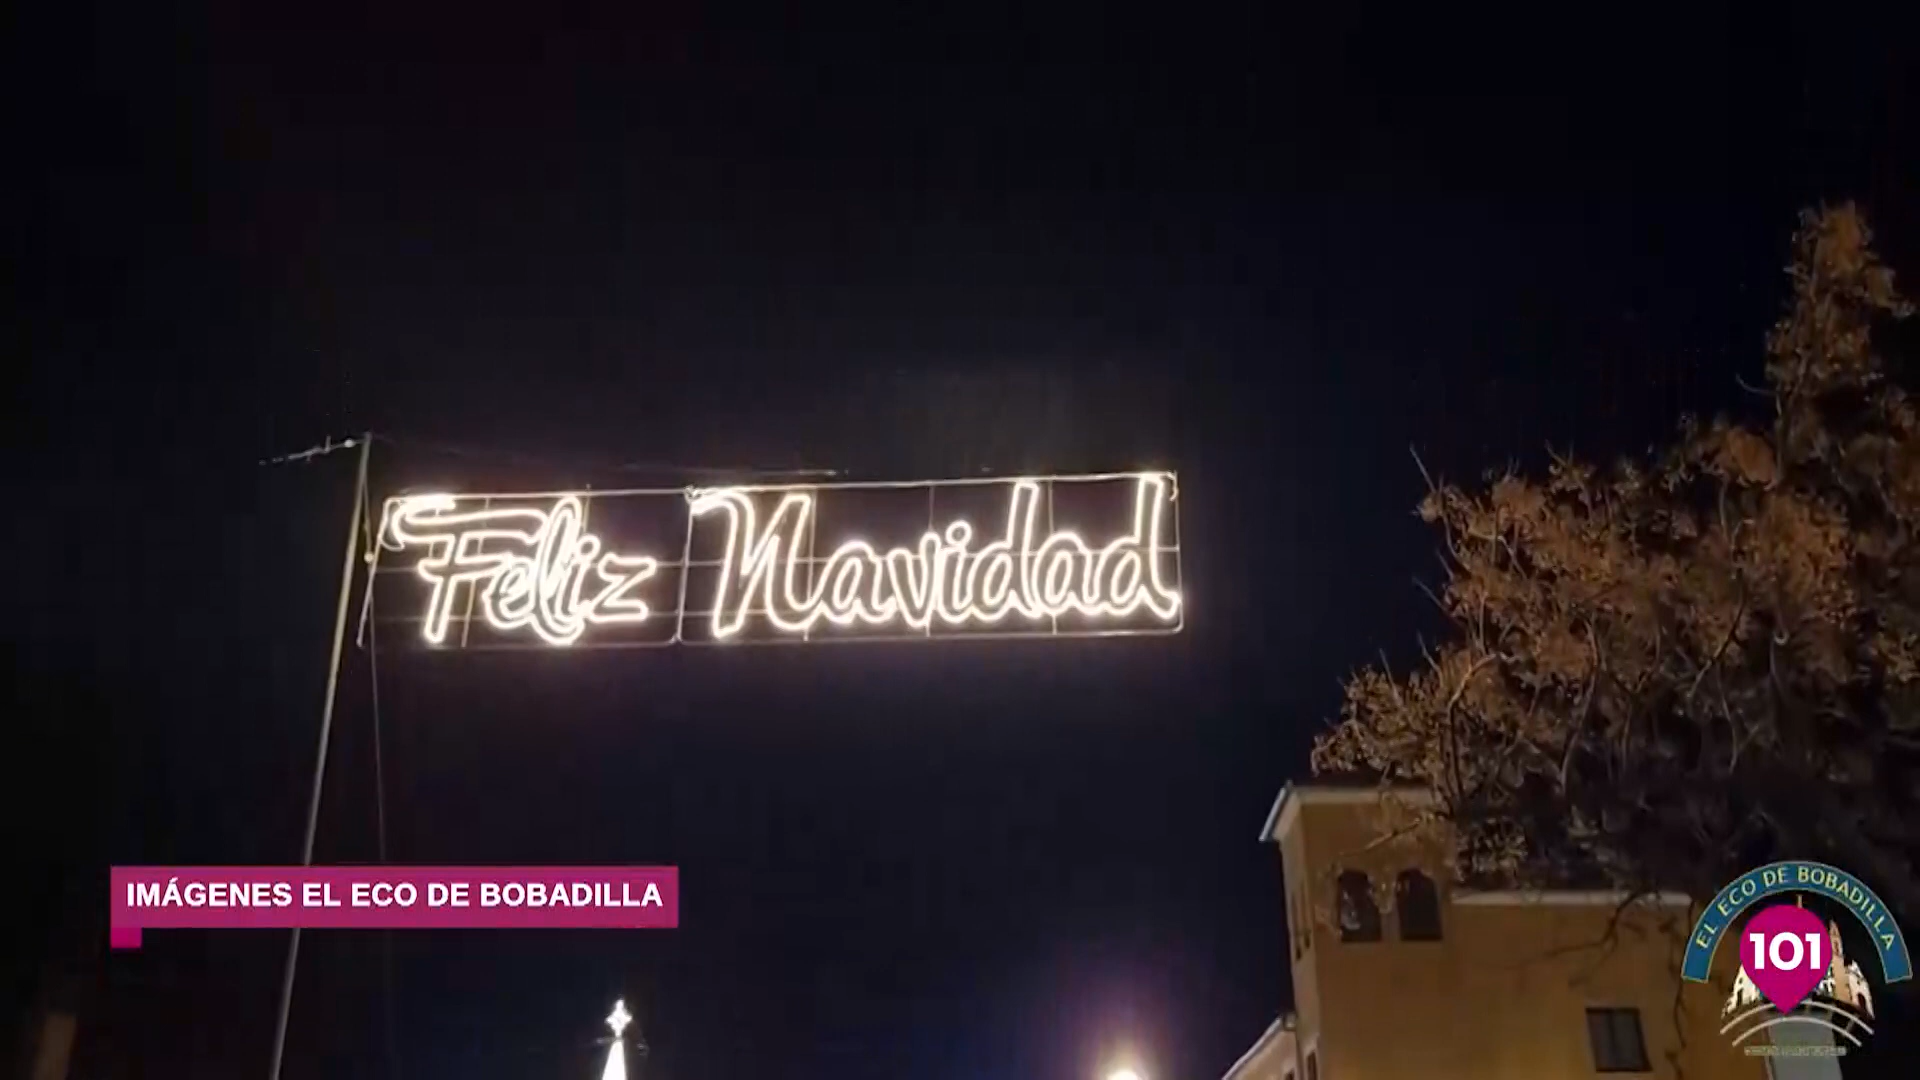 Feliz Navidad
IMÁGENES EL ECO DE BOBADILLA
EL ECO DE BOBADILLA
101